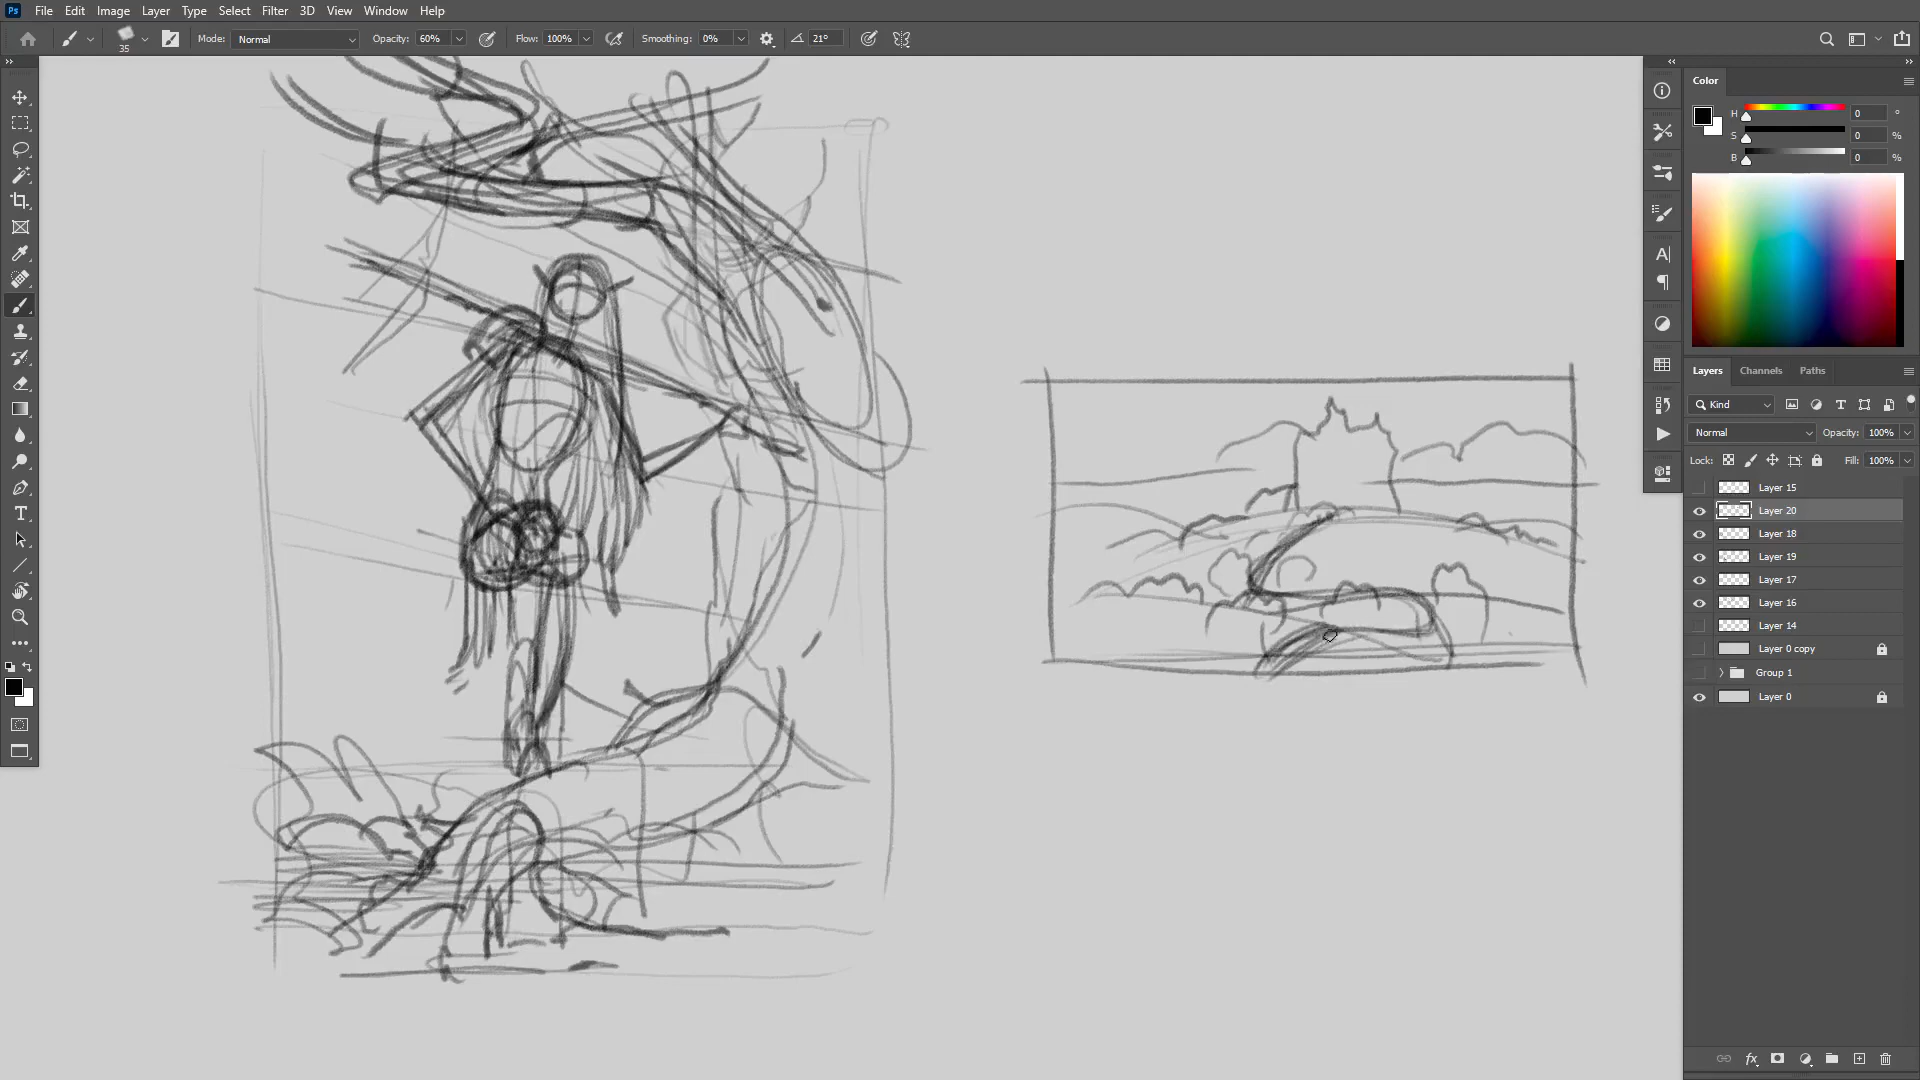 Ps File Edit Image Layer Type Select Filter 3D View Window Help
35 Mode: Normal Opacity: 60% Flow: 100% Smoothing: 0% 21°
Color
H 0 °
S 0 %
B 0 %
Layers Channels Paths
Kind
Normal Opacity: 100%
Lock: Fill: 100%
Layer 15
Layer 20
Layer 18
Layer 19
Layer 17
Layer 16
Layer 14
Layer 0 copy
Group 1
Layer 0